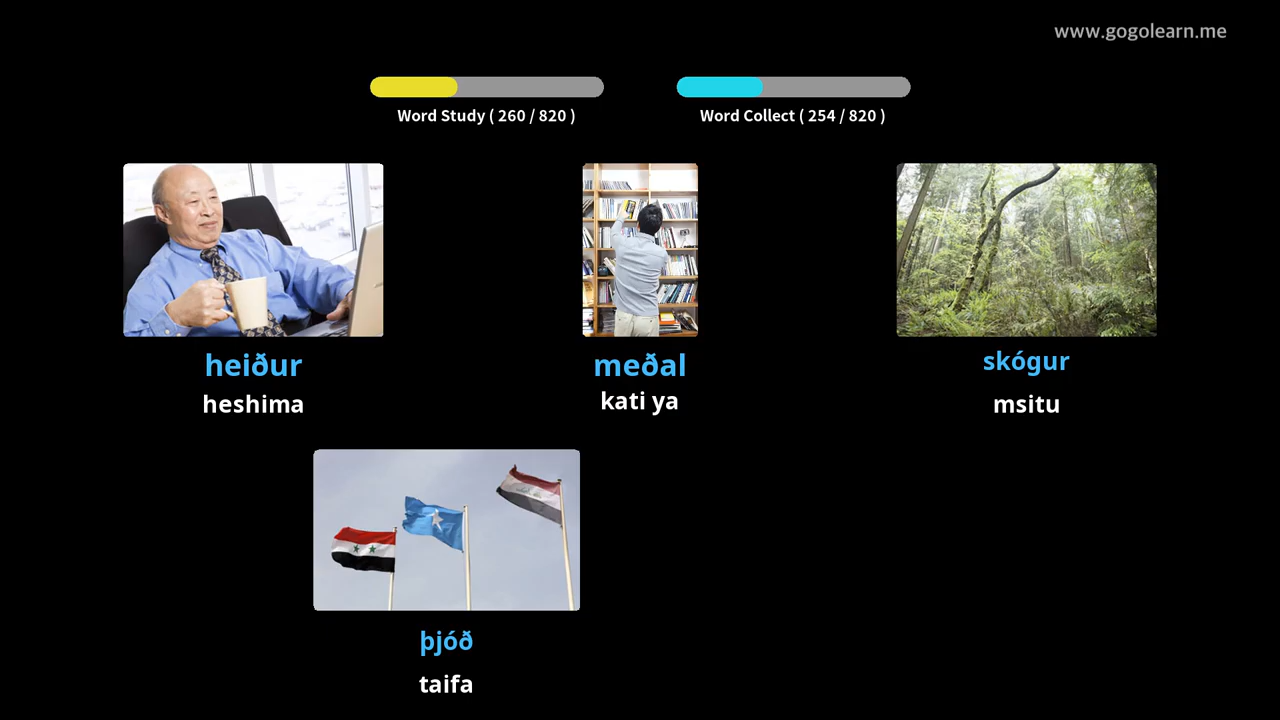 www.gogolearn.me
Word Study ( 260 / 820 )
Word Collect ( 254 / 820 )
heiður
heshima
meðal
kati ya
skógur
msitu
þjóð
taifa